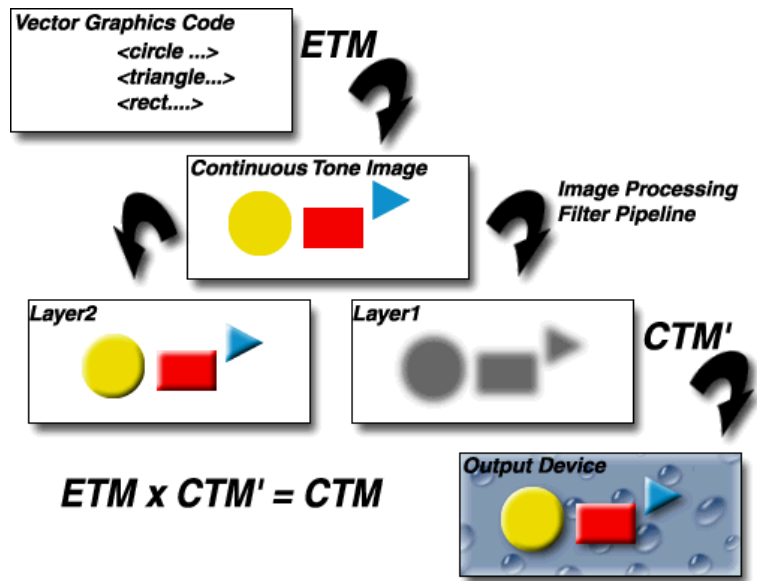 Vector Graphics Code
<circle ...>
<triangle...>
<rect....>
ETM
Continuous Tone Image
Image Processing
Filter Pipeline
Layer2
Layer1
CTM'
Output Device
ETM x CTM' = CTM